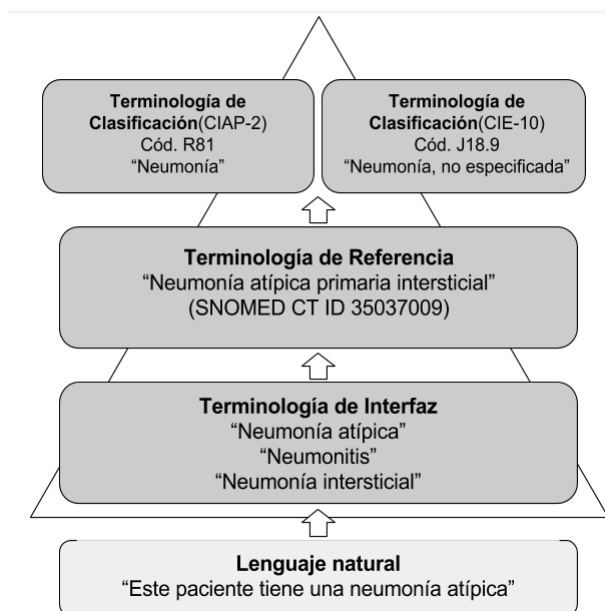 Terminología de
Clasificación(CIAP-2)
Cód. R81
“Neumonía”
Terminología de
Clasificación(CIE-10)
Cód. J18.9
“Neumonía, no especificada”
Terminología de Referencia
“Neumonía atípica primaria intersticial”
(SNOMED CT ID 35037009)
Terminología de Interfaz
“Neumonía atípica”
“Neumonitis”
“Neumonía intersticial”
Lenguaje natural
“Este paciente tiene una neumonía atípica”